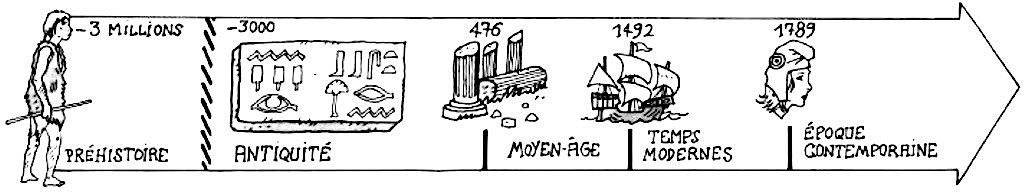 -3 MILLIONS
-3000
476
1492
1789
PRÉHISTOIRE
ANTIQUITÉ
MOYEN-ÂGE
TEMPS
MODERNES
ÉPOQUE
CONTEMPORAINE